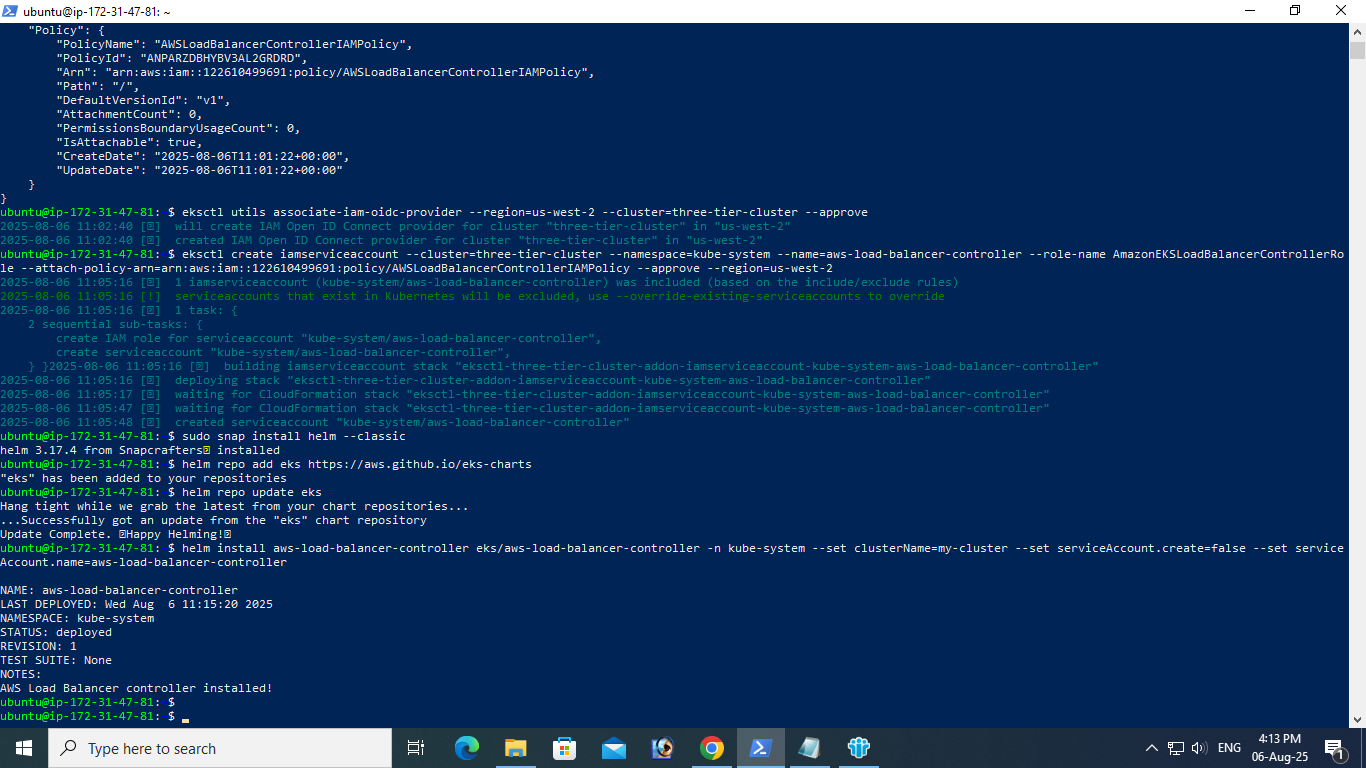 ubuntu@ip-172-31-47-81: ~
    "Policy": {
        "PolicyName": "AWSLoadBalancerControllerIAMPolicy",
        "PolicyId": "ANPARZDBHYBV3AL2GRDRD",
        "Arn": "arn:aws:iam::122610499691:policy/AWSLoadBalancerControllerIAMPolicy",
        "Path": "/",
        "DefaultVersionId": "v1",
        "AttachmentCount": 0,
        "PermissionsBoundaryUsageCount": 0,
        "IsAttachable": true,
        "CreateDate": "2025-08-06T11:01:22+00:00",
        "UpdateDate": "2025-08-06T11:01:22+00:00"
    }
}
ubuntu@ip-172-31-47-81:~$ eksctl utils associate-iam-oidc-provider --region=us-west-2 --cluster=three-tier-cluster --approve
2025-08-06 11:02:40 [⍰]  will create IAM Open ID Connect provider for cluster "three-tier-cluster" in "us-west-2"
2025-08-06 11:02:40 [⍰]  created IAM Open ID Connect provider for cluster "three-tier-cluster" in "us-west-2"
ubuntu@ip-172-31-47-81:~$ eksctl create iamserviceaccount --cluster=three-tier-cluster --namespace=kube-system --name=aws-load-balancer-controller --role-name AmazonEKSLoadBalancerControllerRo
le --attach-policy-arn=arn:aws:iam::122610499691:policy/AWSLoadBalancerControllerIAMPolicy --approve --region=us-west-2
2025-08-06 11:05:16 [⍰]  1 iamserviceaccount (kube-system/aws-load-balancer-controller) was included (based on the include/exclude rules)
2025-08-06 11:05:16 [!]  serviceaccounts that exist in Kubernetes will be excluded, use --override-existing-serviceaccounts to override
2025-08-06 11:05:16 [⍰]  1 task: {
    2 sequential sub-tasks: {
        create IAM role for serviceaccount "kube-system/aws-load-balancer-controller",
        create serviceaccount "kube-system/aws-load-balancer-controller",
    } }2025-08-06 11:05:16 [⍰]  building iamserviceaccount stack "eksctl-three-tier-cluster-addon-iamserviceaccount-kube-system-aws-load-balancer-controller"
2025-08-06 11:05:16 [⍰]  deploying stack "eksctl-three-tier-cluster-addon-iamserviceaccount-kube-system-aws-load-balancer-controller"
2025-08-06 11:05:17 [⍰]  waiting for CloudFormation stack "eksctl-three-tier-cluster-addon-iamserviceaccount-kube-system-aws-load-balancer-controller"
2025-08-06 11:05:47 [⍰]  waiting for CloudFormation stack "eksctl-three-tier-cluster-addon-iamserviceaccount-kube-system-aws-load-balancer-controller"
2025-08-06 11:05:48 [⍰]  created serviceaccount "kube-system/aws-load-balancer-controller"
ubuntu@ip-172-31-47-81:~$ sudo snap install helm --classic
helm 3.17.4 from Snapcrafters⍰ installed
ubuntu@ip-172-31-47-81:~$ helm repo add eks https://aws.github.io/eks-charts
"eks" has been added to your repositories
ubuntu@ip-172-31-47-81:~$ helm repo update eks
Hang tight while we grab the latest from your chart repositories...
...Successfully got an update from the "eks" chart repository
Update Complete. ⍰Happy Helming!⍰
ubuntu@ip-172-31-47-81:~$ helm install aws-load-balancer-controller eks/aws-load-balancer-controller -n kube-system --set clusterName=my-cluster --set serviceAccount.create=false --set service
Account.name=aws-load-balancer-controller
NAME: aws-load-balancer-controller
LAST DEPLOYED: Wed Aug  6 11:15:20 2025
NAMESPACE: kube-system
STATUS: deployed
REVISION: 1
TEST SUITE: None
NOTES:
AWS Load Balancer controller installed!
ubuntu@ip-172-31-47-81:~$
ubuntu@ip-172-31-47-81:~$
Type here to search
ENG
4:13 PM
06-Aug-25
1